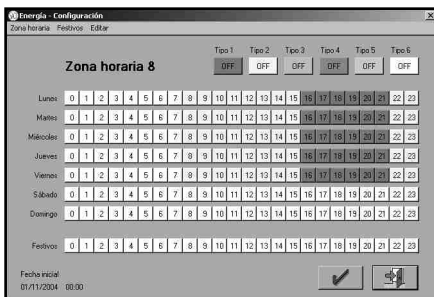 Energía - Configuración
Zona horaria Festivos Editar
Tipo 1 Tipo 2 Tipo 3 Tipo 4 Tipo 5 Tipo 6
Zona horaria 8 OFF OFF OFF OFF OFF OFF
Lunes 0 1 2 3 4 5 6 7 8 9 10 11 12 13 14 15 16 17 18 19 20 21 22 23
Martes 0 1 2 3 4 5 6 7 8 9 10 11 12 13 14 15 16 17 18 19 20 21 22 23
Miércoles 0 1 2 3 4 5 6 7 8 9 10 11 12 13 14 15 16 17 18 19 20 21 22 23
Jueves 0 1 2 3 4 5 6 7 8 9 10 11 12 13 14 15 16 17 18 19 20 21 22 23
Viernes 0 1 2 3 4 5 6 7 8 9 10 11 12 13 14 15 16 17 18 19 20 21 22 23
Sábado 0 1 2 3 4 5 6 7 8 9 10 11 12 13 14 15 16 17 18 19 20 21 22 23
Domingo 0 1 2 3 4 5 6 7 8 9 10 11 12 13 14 15 16 17 18 19 20 21 22 23
Festivos 0 1 2 3 4 5 6 7 8 9 10 11 12 13 14 15 16 17 18 19 20 21 22 23
Fecha inicial
01/11/2004 00:00